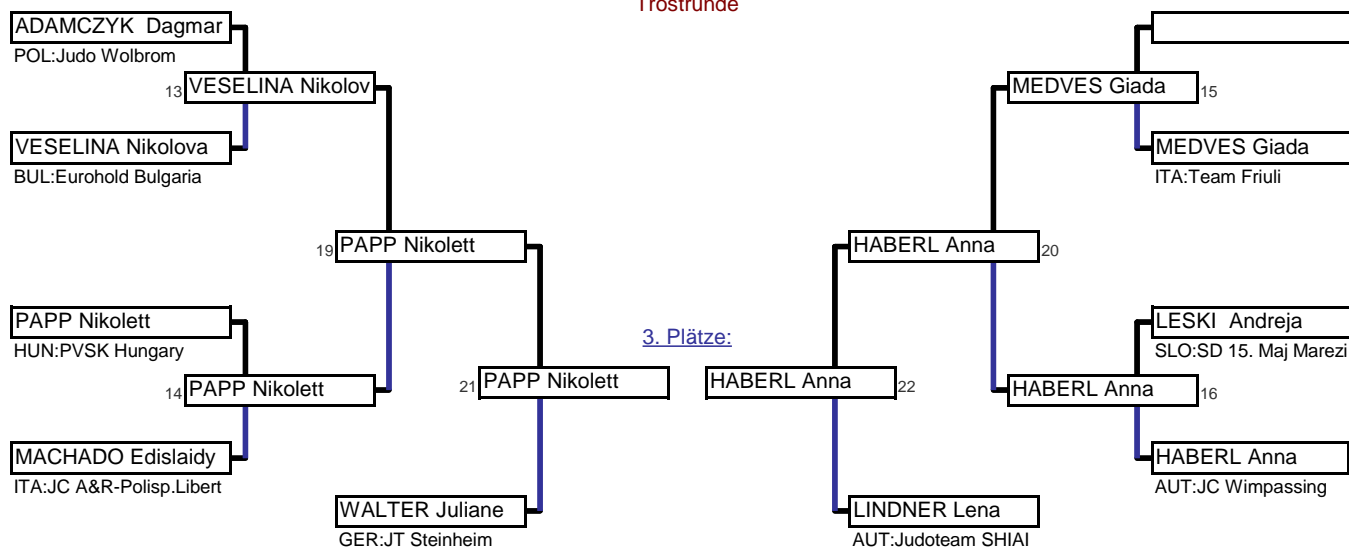 Trostrunde
ADAMCZYK Dagmar
POL:Judo Wolbrom
13 VESELINA Nikolov
MEDVES Giada 15
VESELINA Nikolova
BUL:Eurohold Bulgaria
MEDVES Giada
ITA:Team Friuli
19 PAPP Nikolett
HABERL Anna 20
PAPP Nikolett
HUN:PVSK Hungary
3. Plätze:
LESKI Andreja
SLO:SD 15. Maj Marezi
14 PAPP Nikolett
21 PAPP Nikolett
HABERL Anna 22
HABERL Anna 16
MACHADO Edislaidy
ITA:JC A&R-Polisp.Libert
HABERL Anna
AUT:JC Wimpassing
WALTER Juliane
GER:JT Steinheim
LINDNER Lena
AUT:Judoteam SHIAI